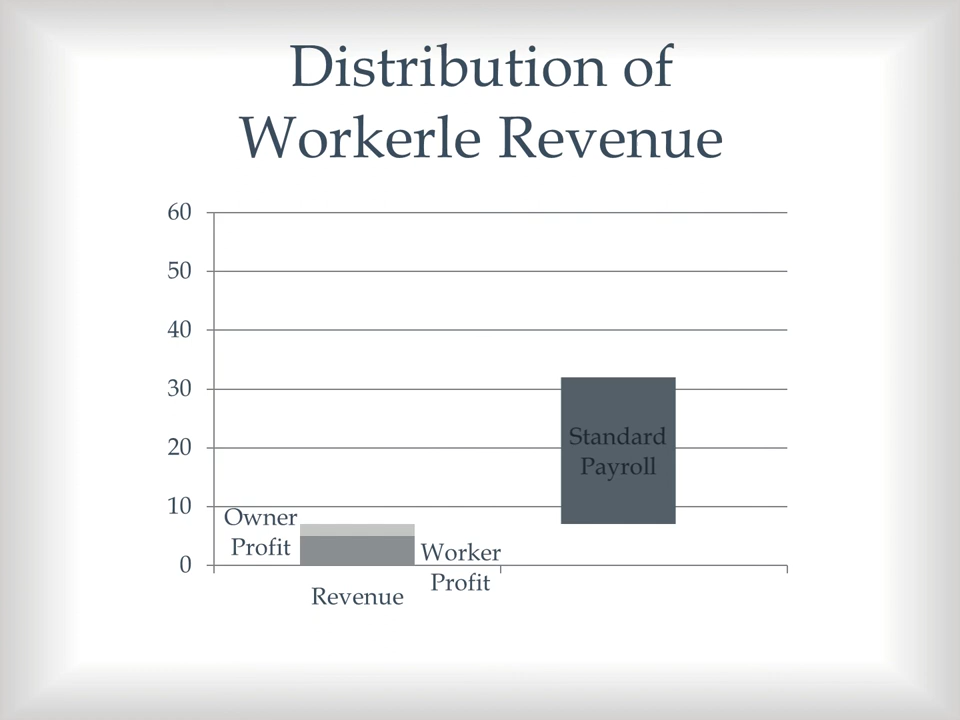 Distribution of
Workerle Revenue
60
50
40
30
20
10
0
Standard
Payroll
Owner
Profit
Worker
Profit
Revenue